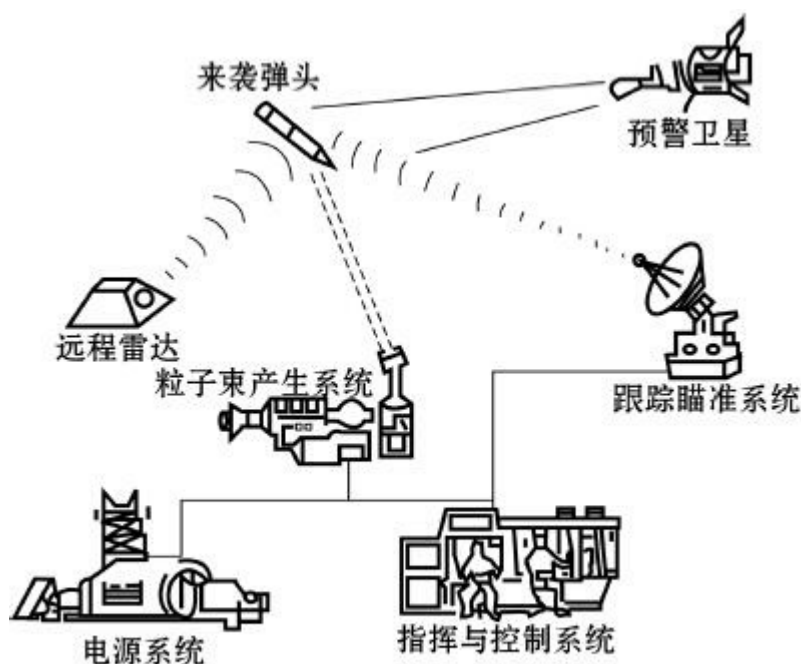 来袭弹头
预警卫星
远程雷达
粒子束产生系统
跟踪瞄准系统
电源系统
指挥与控制系统